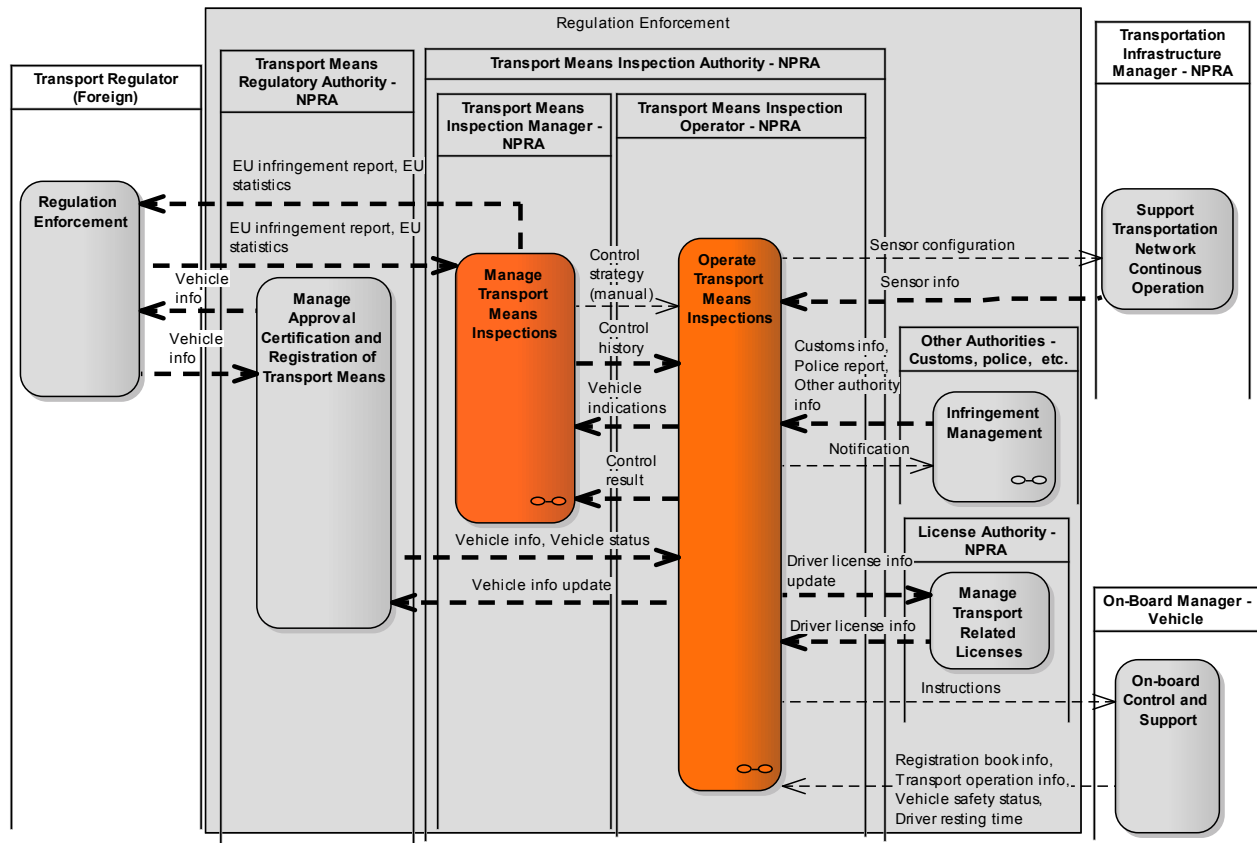 Regulation Enforcement
Transport Regulator
(Foreign)
Transport Means
Regulatory Authority -
NPRA
Transport Means Inspection Authority - NPRA
Transport Means
Inspection Manager -
NPRA
Transport Means Inspection
Operator - NPRA
Transportation
Infrastructure
Manager - NPRA
EU infringement report, EU
statistics
Regulation
Enforcement
EU infringement report, EU
statistics
Vehicle
info
Vehicle
info
Manage
Approval
Certification and
Registration of
Transport Means
Manage
Transport
Means
Inspections
Control
strategy
(manual)
Control
history
Vehicle
indications
Control
result
Operate
Transport
Means
Inspections
Sensor configuration
Sensor info
Support
Transportation
Network
Continous
Operation
Customs info,
Police report,
Other authority
info
Other Authorities -
Customs, police, etc.
Infringement
Management
Notification
Vehicle info, Vehicle status
Vehicle info update
License Authority -
NPRA
Driver license info
update
Driver license info
Manage
Transport
Related
Licenses
Instructions
On-Board Manager -
Vehicle
On-board
Control and
Support
Registration book info,
Transport operation info,
Vehicle safety status,
Driver resting time